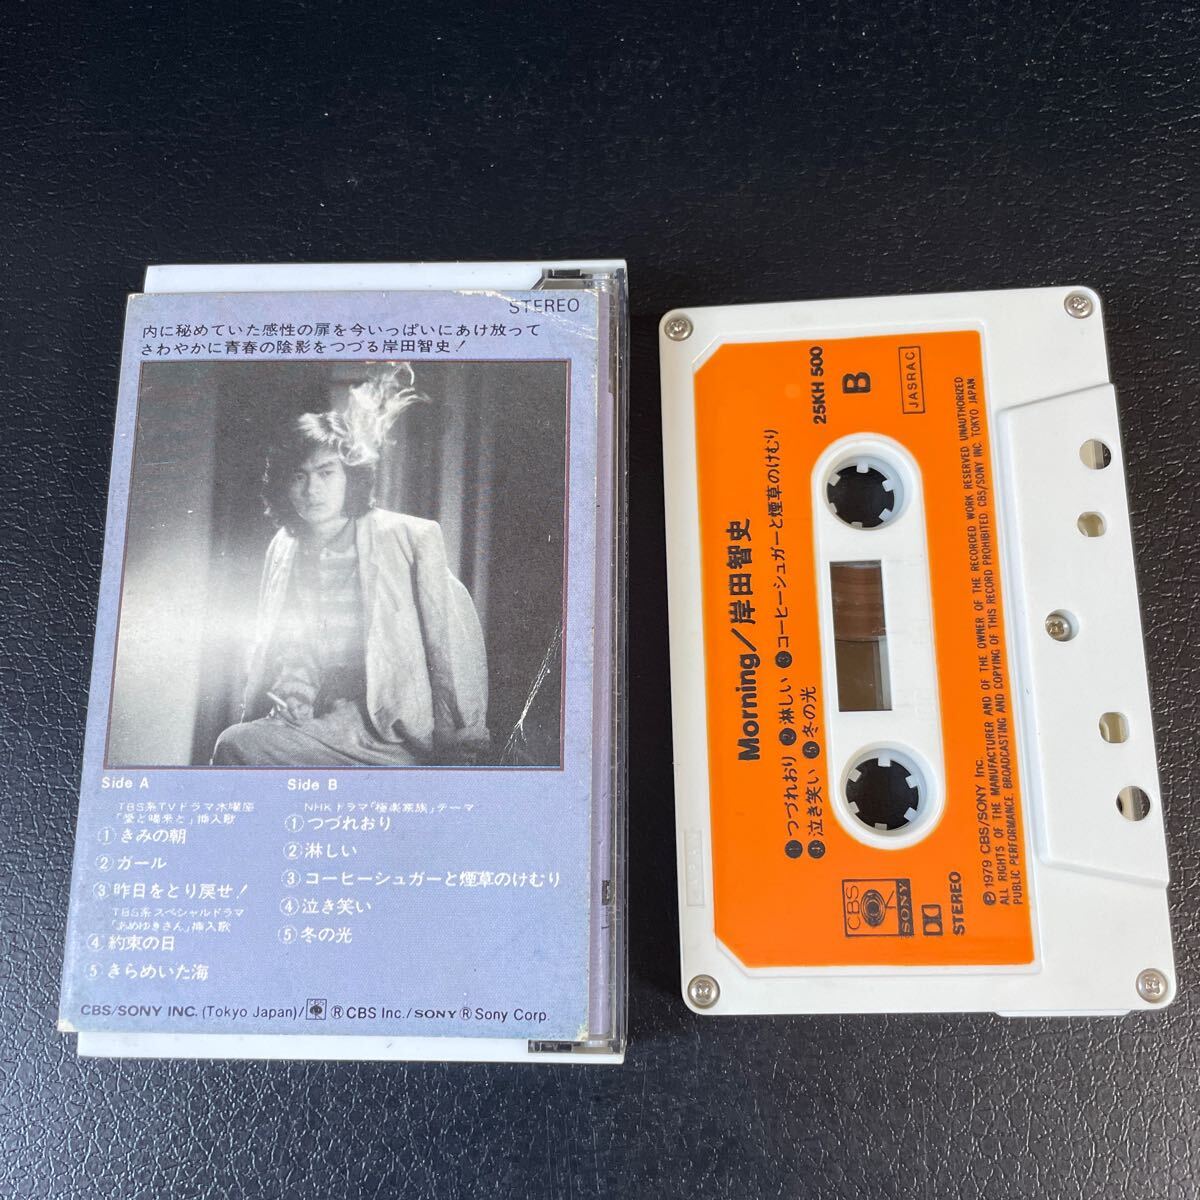 STEREO
内に秘めていた感性の扉を今いっぱいにあけ放って
さわやかに青春の陰影をつづる岸田智史!
Side A
TBS系TVドラマ木曜座
「愛と喝采と」挿入歌
①きみの朝
②ガール
③昨日をとり戻せ!
TBS系スペシャルドラマ
「あめゆきさん」挿入歌
④約束の日
⑤きらめいた海
Side B
NHKドラマ「極楽家族」テーマ
①つづれおり
②淋しい
③コーヒーシュガーと煙草のけむり
④泣き笑い
⑤冬の光
CBS/SONY INC. (Tokyo Japan)/ CBS ® CBS Inc./SONY ® Sony Corp.
25KH 500
B
JASRAC
Morning/岸田智史
❶つづれおり ❷淋しい ❸コーヒーシュガーと煙草のけむり
❹泣き笑い ❺冬の光
CBS
SONY
STEREO
℗ 1979 CBS/SONY Inc.
ALL RIGHTS OF THE MANUFACTURER AND OF THE OWNER OF THE RECORDED WORK RESERVED UNAUTHORIZED
PUBLIC PERFORMANCE BROADCASTING AND COPYING OF THIS RECORD PROHIBITED. CBS/SONY INC. TOKYO JAPAN